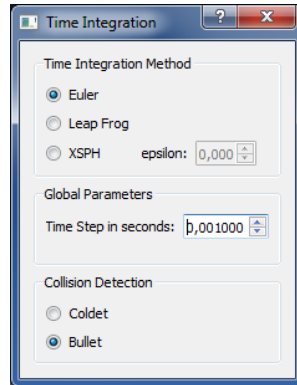 Time Integration
Time Integration Method
Euler
Leap Frog
XSPH epsilon: 0,000
Global Parameters
Time Step in seconds: 0,001000
Collision Detection
Coldet
Bullet